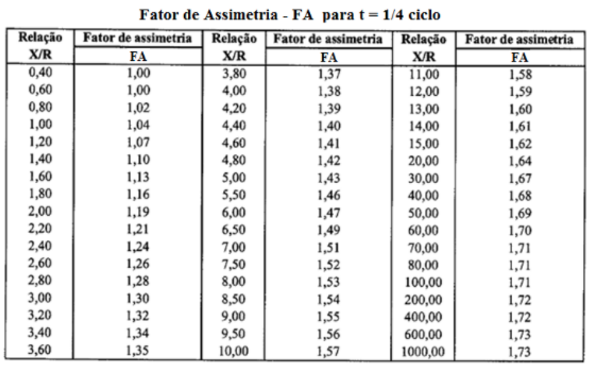 Fator de Assimetria - FA para t = 1/4 ciclo
Relação Fator de assimetria Relação Fator de assimetria Relação Fator de assimetria
X/R FA X/R FA X/R FA
0,40 1,00 3,80 1,37 11,00 1,58
0,60 1,00 4,00 1,38 12,00 1,59
0,80 1,02 4,20 1,39 13,00 1,60
1,00 1,04 4,40 1,40 14,00 1,61
1,20 1,07 4,60 1,41 15,00 1,62
1,40 1,10 4,80 1,42 20,00 1,64
1,60 1,13 5,00 1,43 30,00 1,67
1,80 1,16 5,50 1,46 40,00 1,68
2,00 1,19 6,00 1,47 50,00 1,69
2,20 1,21 6,50 1,49 60,00 1,70
2,40 1,24 7,00 1,51 70,00 1,71
2,60 1,26 7,50 1,52 80,00 1,71
2,80 1,28 8,00 1,53 100,00 1,71
3,00 1,30 8,50 1,54 200,00 1,72
3,20 1,32 9,00 1,55 400,00 1,72
3,40 1,34 9,50 1,56 600,00 1,73
3,60 1,35 10,00 1,57 1000,00 1,73